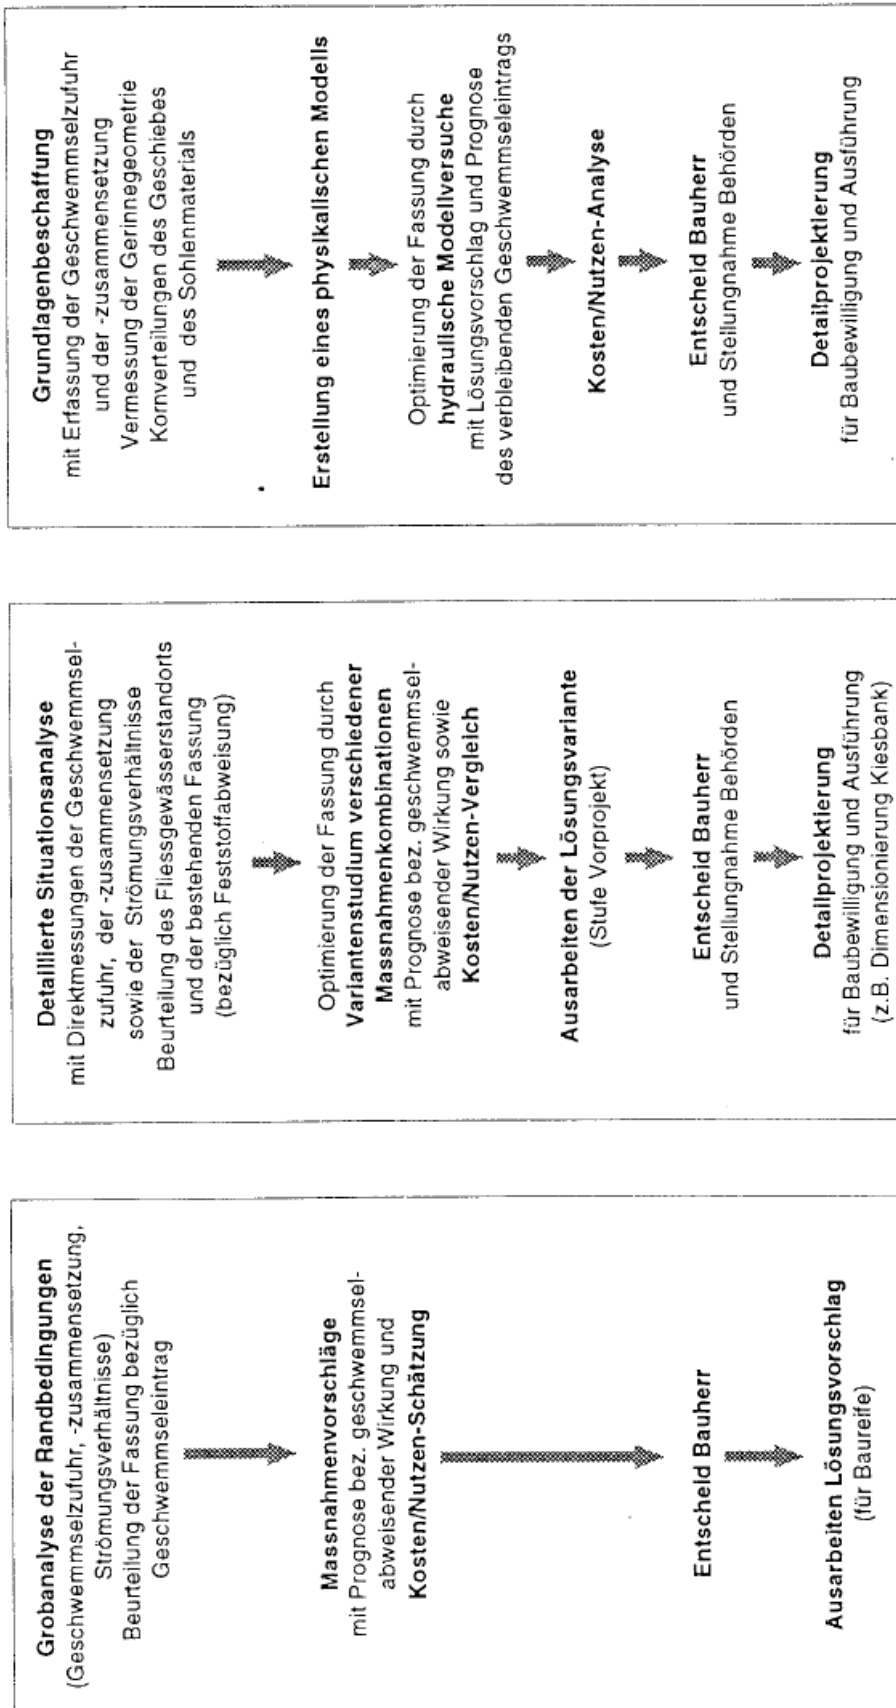 Grobanalyse der Randbedingungen
(Geschwemmselzufuhr, -zusammensetzung,
Strömungsverhältnisse)
Beurteilung der Fassung bezüglich
Geschwemmseleintrag
Massnahmenvorschläge
mit Prognose bez. geschwemmsel-
abweisender Wirkung und
Kosten/Nutzen-Schätzung
Entscheid Bauherr
Ausarbeiten Lösungsvorschlag
(für Baureife)
Detaillierte Situationsanalyse
mit Direktmessungen der Geschwemmsel-
zufuhr, der -zusammensetzung
sowie der Strömungsverhältnisse
Beurteilung des Fliessgewässerstandorts
und der bestehenden Fassung
(bezüglich Feststoffabweisung)
Optimierung der Fassung durch
Variantenstudium verschiedener
Massnahmenkombinationen
mit Prognose bez. geschwemmsel-
abweisender Wirkung sowie
Kosten/Nutzen-Vergleich
Ausarbeiten der Lösungsvariante
(Stufe Vorprojekt)
Entscheid Bauherr
und Stellungnahme Behörden
Detailprojektierung
für Baubewilligung und Ausführung
(z.B. Dimensionierung Kiesbank)
Grundlagenbeschaffung
mit Erfassung der Geschwemmselzufuhr
und der -zusammensetzung
Vermessung der Gerinnegeometrie
Kornverteilungen des Geschiebes
und des Sohlenmaterials
Erstellung eines physikalischen Modells
Optimierung der Fassung durch
hydraulische Modellversuche
mit Lösungsvorschlag und Prognose
des verbleibenden Geschwemmseleintrags
Kosten/Nutzen-Analyse
Entscheid Bauherr
und Stellungnahme Behörden
Detailprojektierung
für Baubewilligung und Ausführung